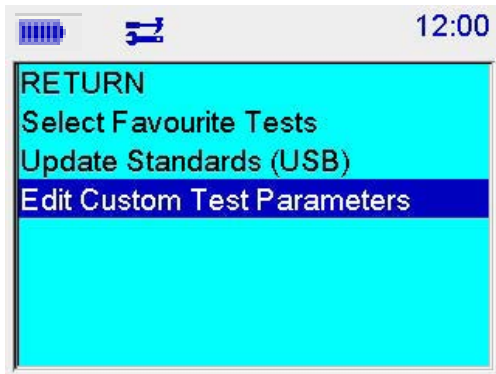 12:00
RETURN
Select Favourite Tests
Update Standards (USB)
Edit Custom Test Parameters